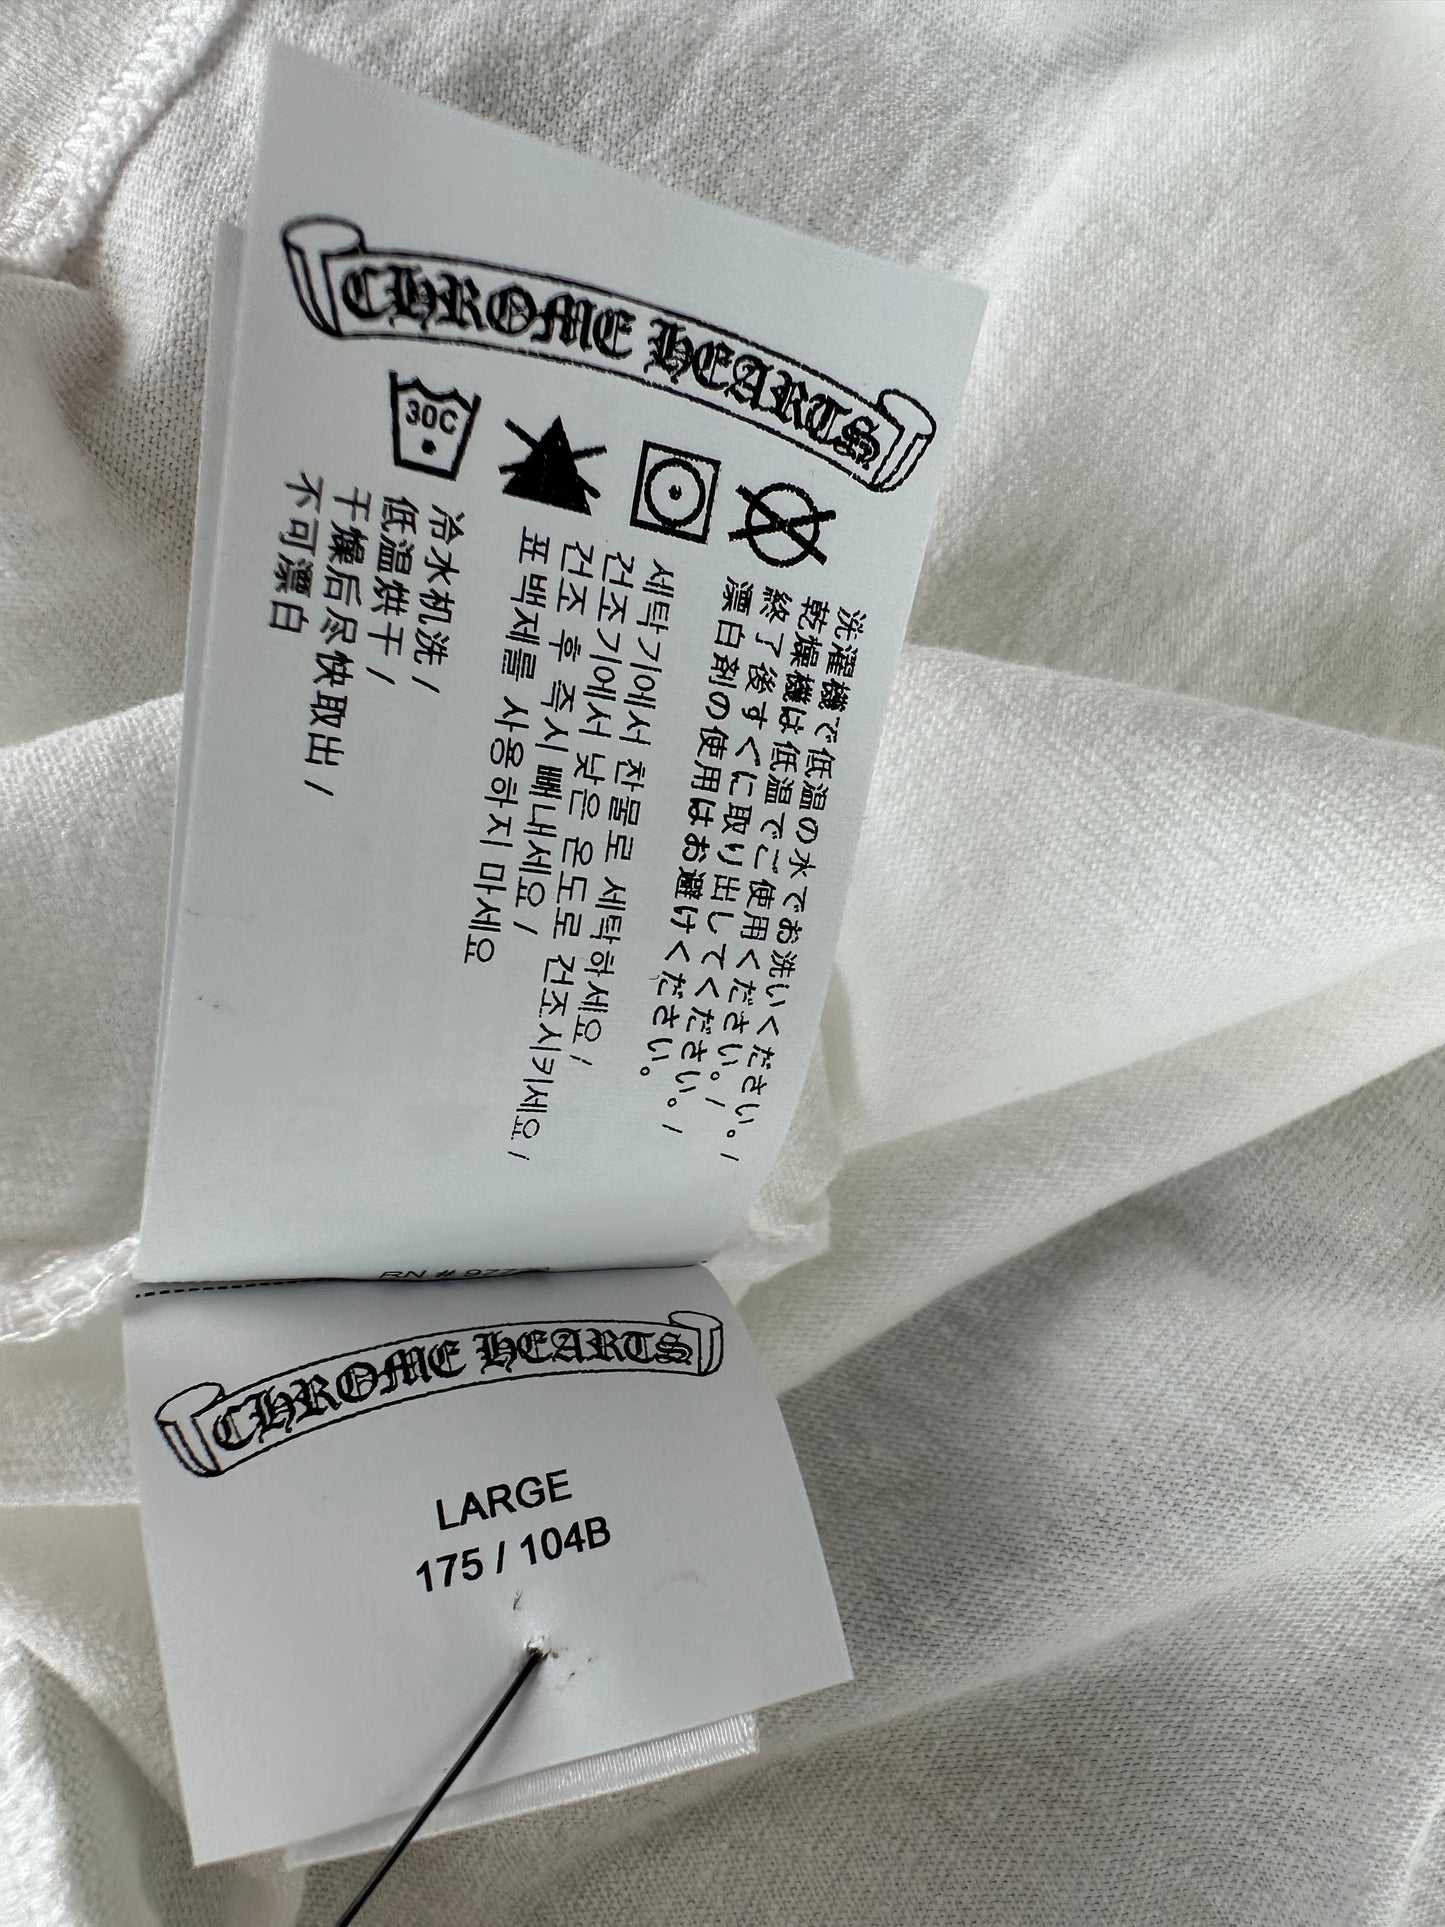 CHROME HEARTS
30C
洗濯機で低温の水でお洗いください。/
乾燥機は低温でご使用ください。/
終了後すぐに取り出してください。/
漂白剤の使用はお避けください。
세탁기에서 찬물로 세탁하세요/
건조기에서 낮은 온도로 건조시키세요/
건조 후 즉시 빼내세요/
표백제를 사용하지 마세요
冷水机洗/
低温烘干/
干燥后尽快取出/
不可漂白
RN #
CHROME HEARTS
LARGE
175 / 104B